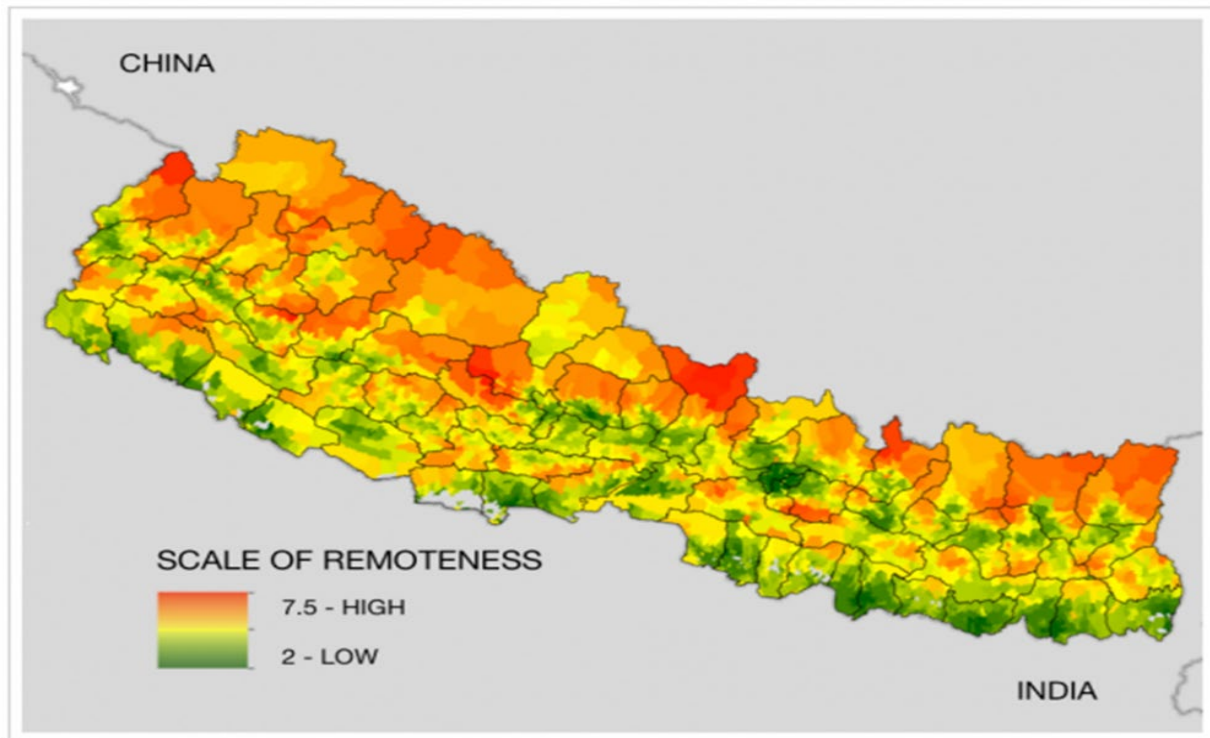 CHINA
SCALE OF REMOTENESS
7.5 - HIGH
2 - LOW
INDIA